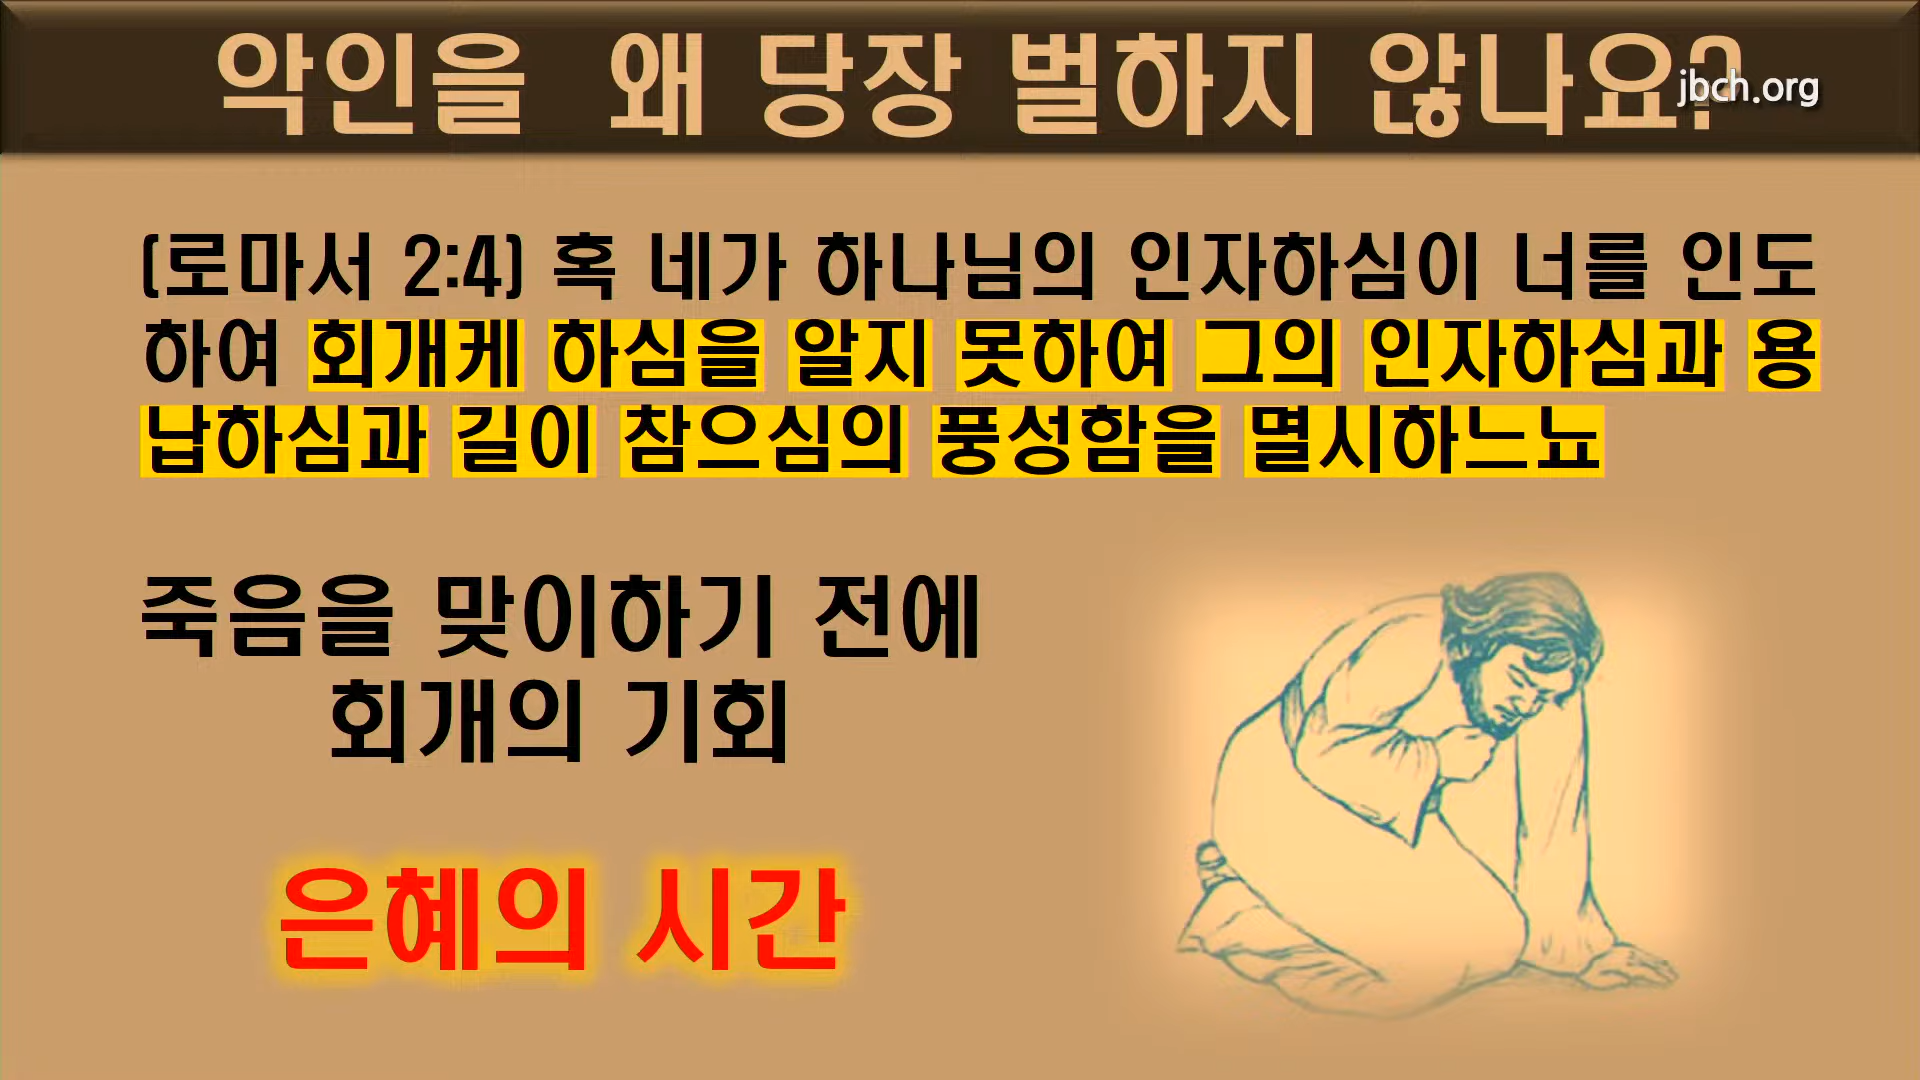 악인을 왜 당장 벌하지 않나요?
jbch.org
(로마서 2:4) 혹 네가 하나님의 인자하심이 너를 인도
하여 회개케 하심을 알지 못하여 그의 인자하심과 용
납하심과 길이 참으심의 풍성함을 멸시하느뇨
죽음을 맞이하기 전에
회개의 기회
은혜의 시간